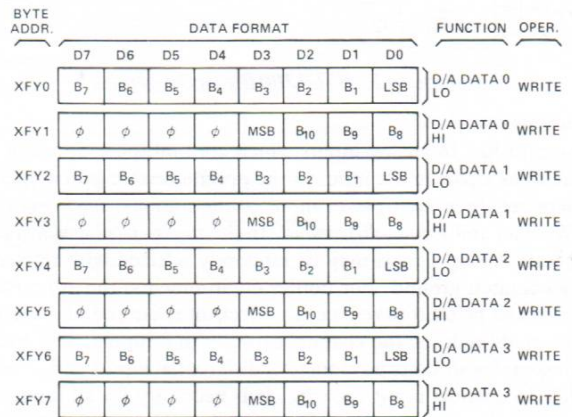 BYTE ADDR. DATA FORMAT FUNCTION OPER.
D7 D6 D5 D4 D3 D2 D1 D0
XFY0 B7 B6 B5 B4 B3 B2 B1 LSB D/A DATA 0 LO WRITE
XFY1 φ φ φ φ MSB B10 B9 B8 D/A DATA 0 HI WRITE
XFY2 B7 B6 B5 B4 B3 B2 B1 LSB D/A DATA 1 LO WRITE
XFY3 φ φ φ φ MSB B10 B9 B8 D/A DATA 1 HI WRITE
XFY4 B7 B6 B5 B4 B3 B2 B1 LSB D/A DATA 2 LO WRITE
XFY5 φ φ φ φ MSB B10 B9 B8 D/A DATA 2 HI WRITE
XFY6 B7 B6 B5 B4 B3 B2 B1 LSB D/A DATA 3 LO WRITE
XFY7 φ φ φ φ MSB B10 B9 B8 D/A DATA 3 HI WRITE